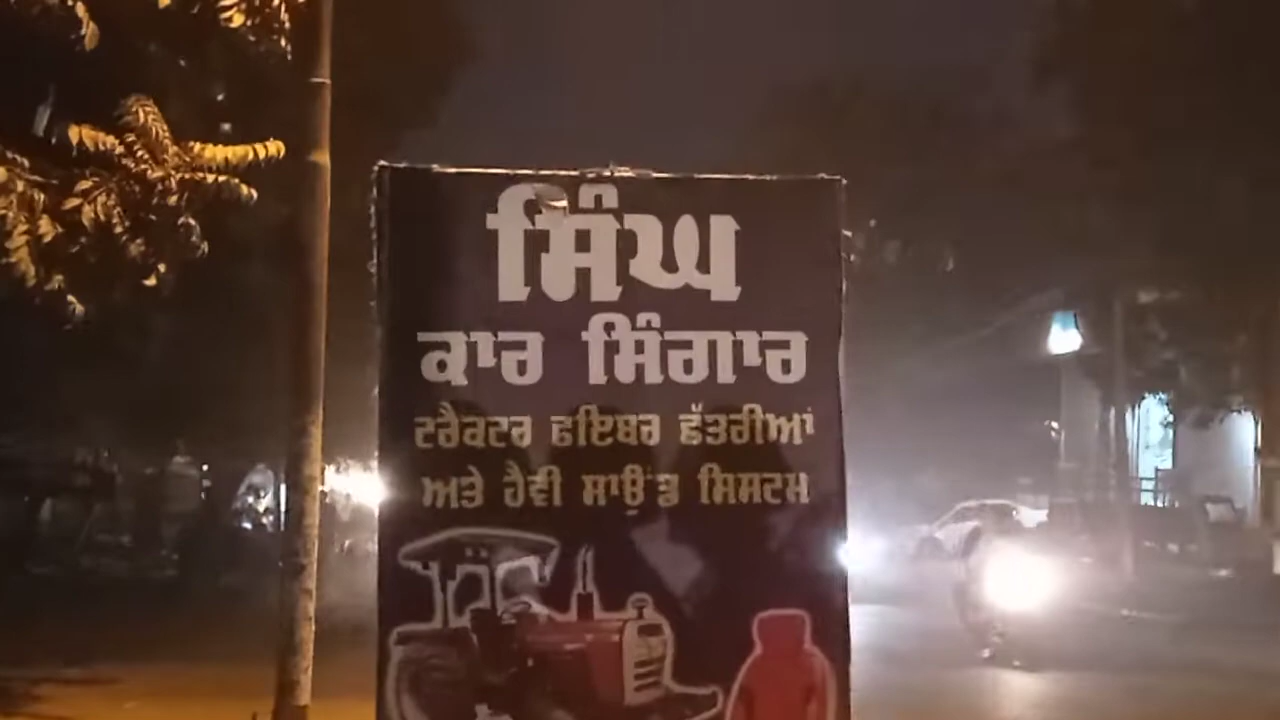 ਸਿੰਘ
ਕਾਰ ਸ਼ਿੰਗਾਰ
ਟਰੈਕਟਰ ਫਾਇਬਰ ਛੱਤਰੀਆਂ
ਅਤੇ ਹੈਵੀ ਸਾਊਂਡ ਸਿਸਟਮ